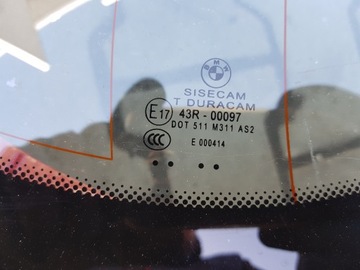 BMW
SISECAM
T DURACAM
E17 43R - 00097
DOT 511 M311 AS2
CCC E 000414